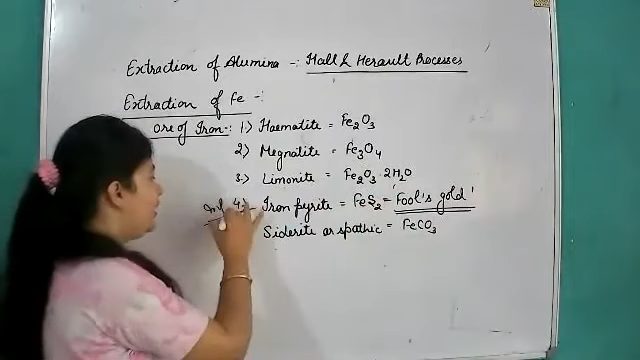 Extraction of Alumina -: Hall & Herault Processes
Extraction of Fe -:
Ore of Iron -: 1.) Haematite = Fe2O3
2.) Megnatite = Fe3O4
3.) Limonite = Fe2O3 · 2H2O
4.) Iron pyrite = FeS2 = 'Fool's gold'
Siderite or spathic = FeCO3